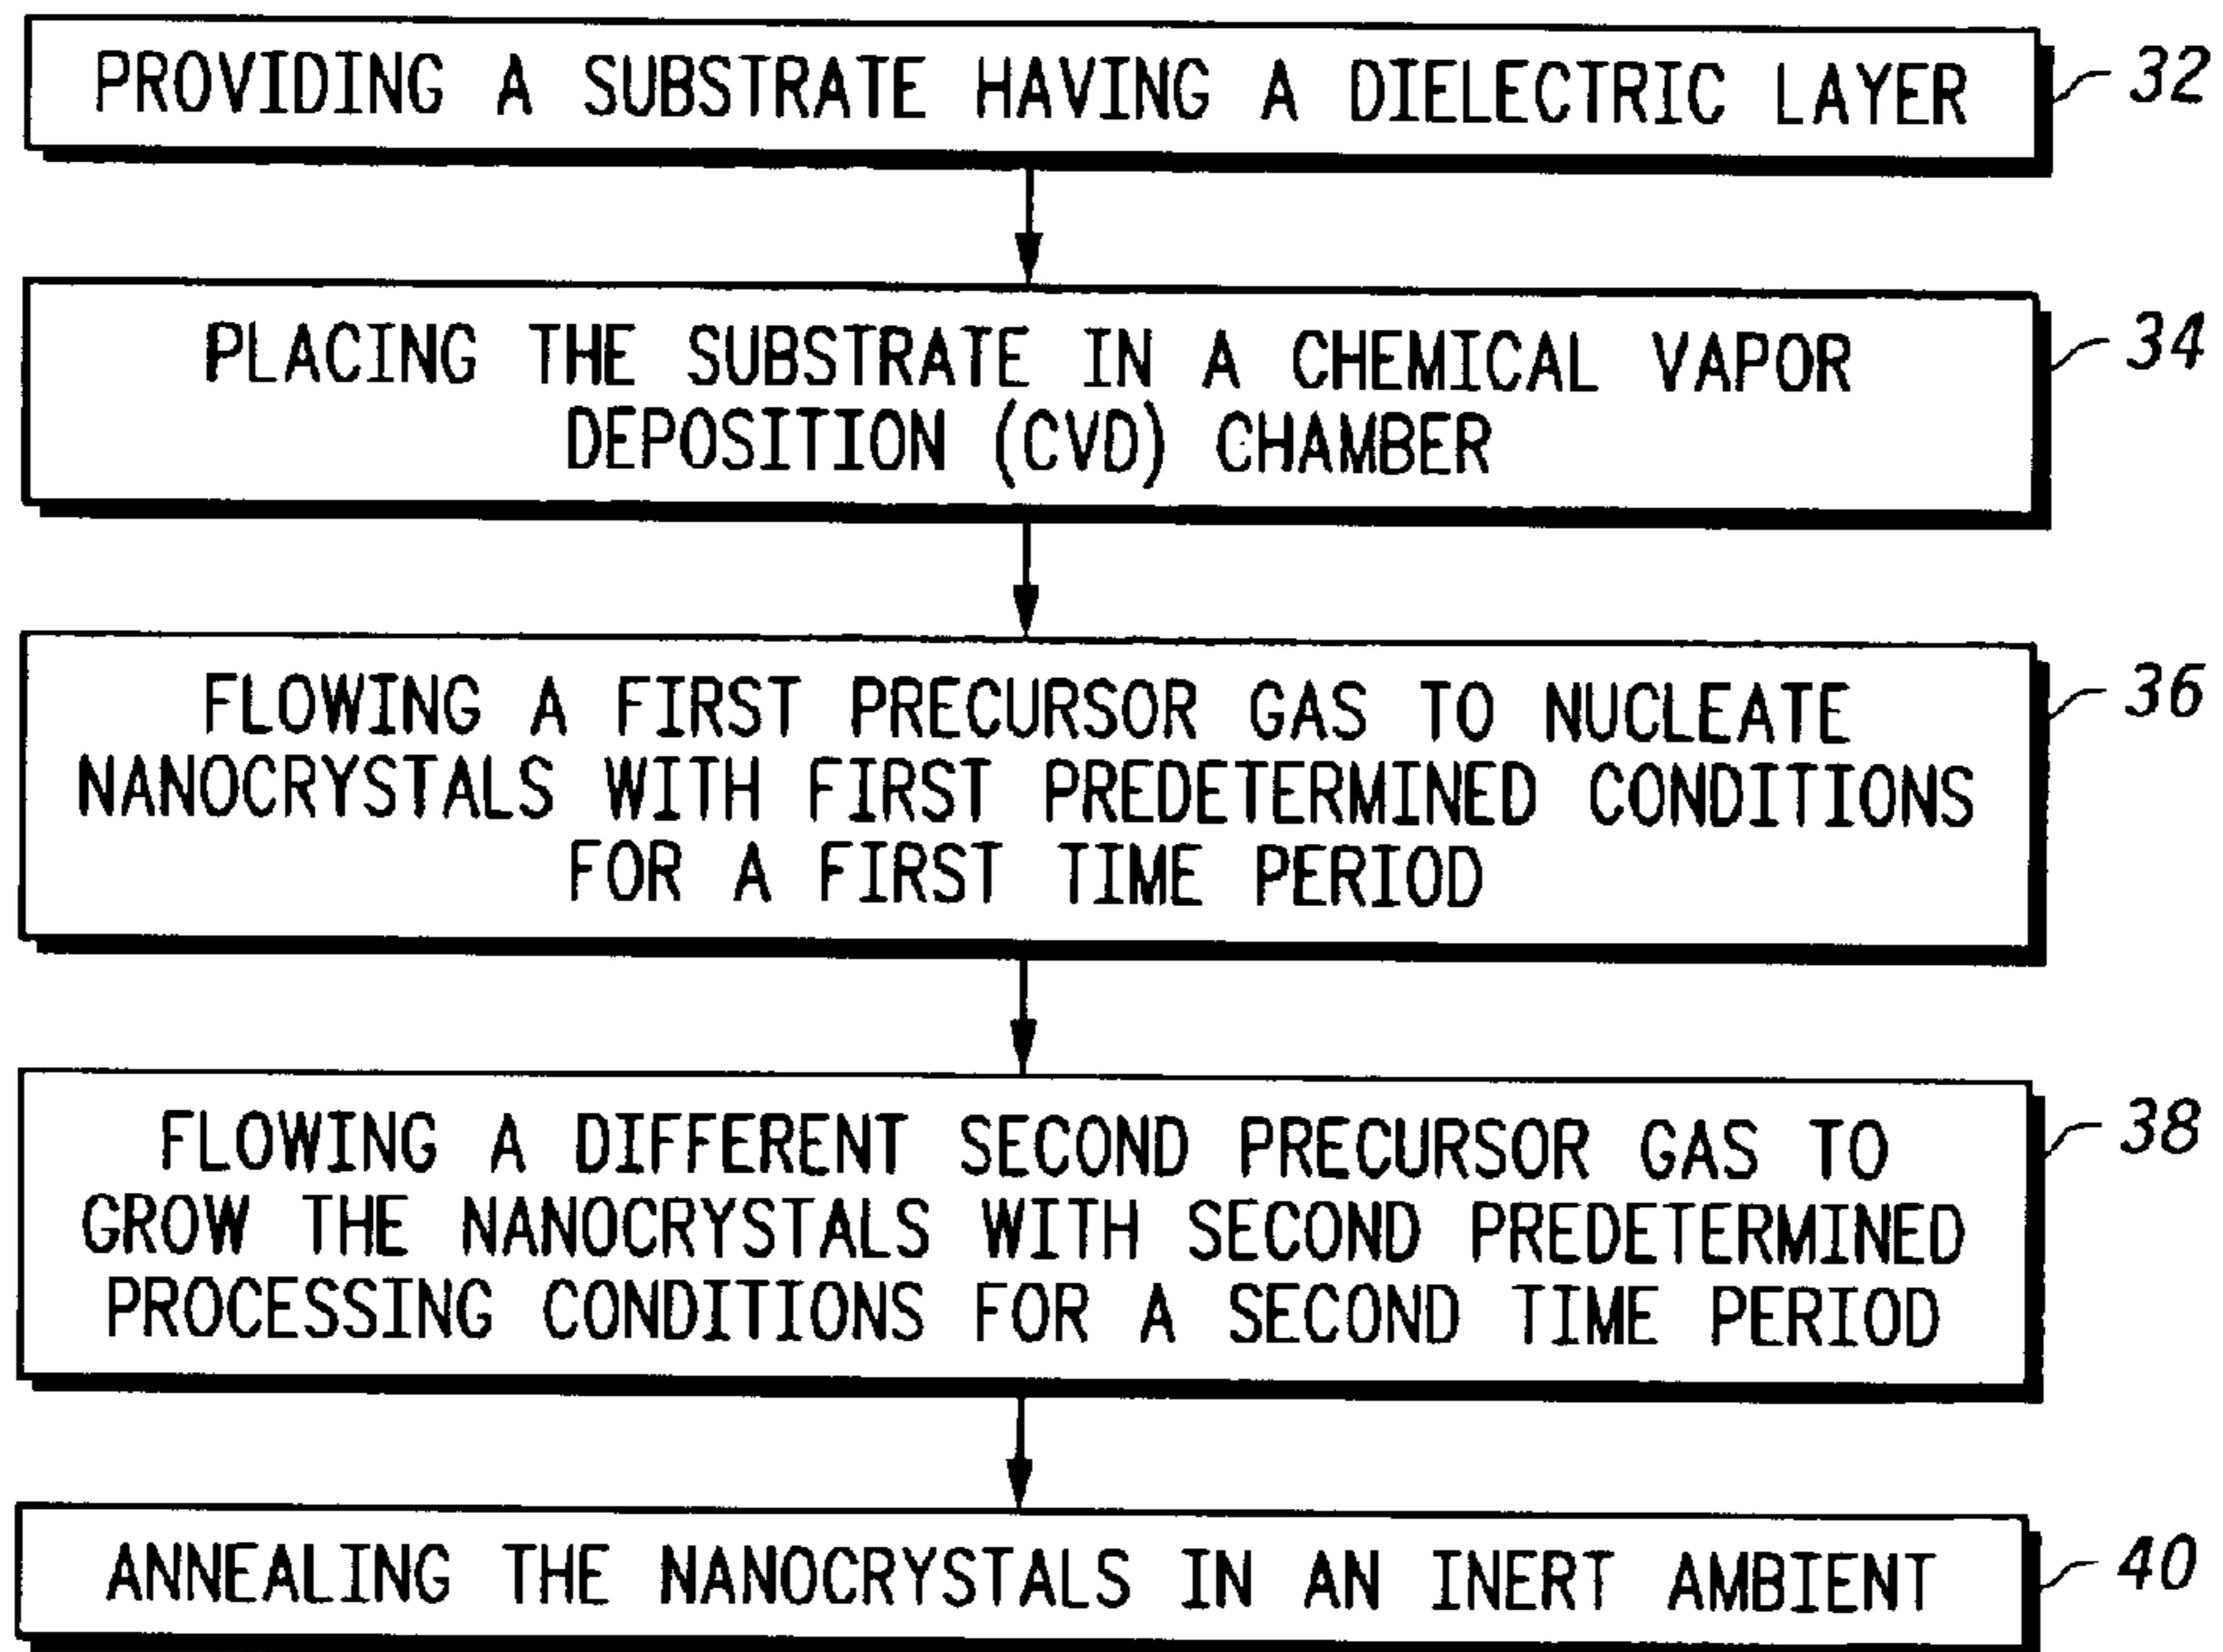 PROVIDING A SUBSTRATE HAVING A DIELECTRIC LAYER
32
PLACING THE SUBSTRATE IN A CHEMICAL VAPOR
DEPOSITION (CVD) CHAMBER
34
FLOWING A FIRST PRECURSOR GAS TO NUCLEATE
NANOCRYSTALS WITH FIRST PREDETERMINED CONDITIONS
FOR A FIRST TIME PERIOD
36
FLOWING A DIFFERENT SECOND PRECURSOR GAS TO
GROW THE NANOCRYSTALS WITH SECOND PREDETERMINED
PROCESSING CONDITIONS FOR A SECOND TIME PERIOD
38
ANNEALING THE NANOCRYSTALS IN AN INERT AMBIENT
40